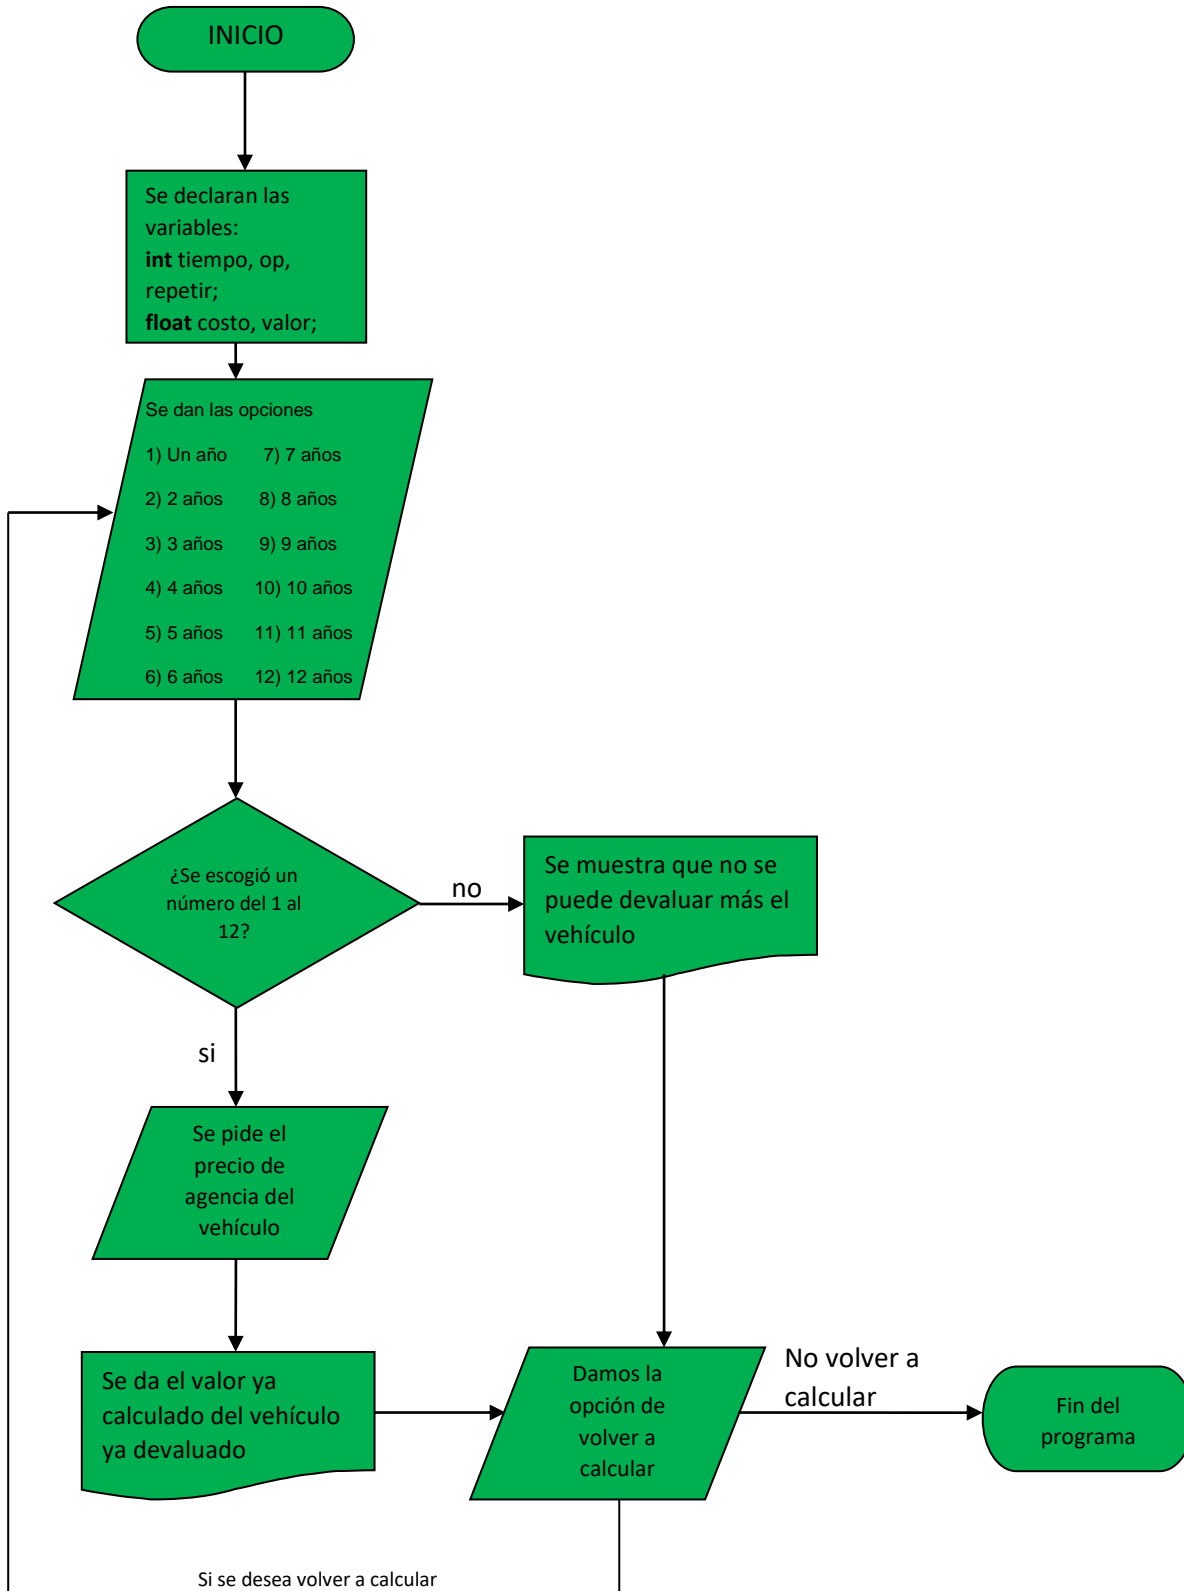 INICIO
Se declaran las
variables:
int tiempo, op,
repetir;
float costo, valor;
Se dan las opciones
1) Un año 7) 7 años
2) 2 años 8) 8 años
3) 3 años 9) 9 años
4) 4 años 10) 10 años
5) 5 años 11) 11 años
6) 6 años 12) 12 años
¿Se escogió un
número del 1 al
12?
no
Se muestra que no se
puede devaluar más el
vehículo
si
Se pide el
precio de
agencia del
vehículo
Se da el valor ya
calculado del vehículo
ya devaluado
Damos la
opción de
volver a
calcular
No volver a
calcular
Fin del
programa
Si se desea volver a calcular